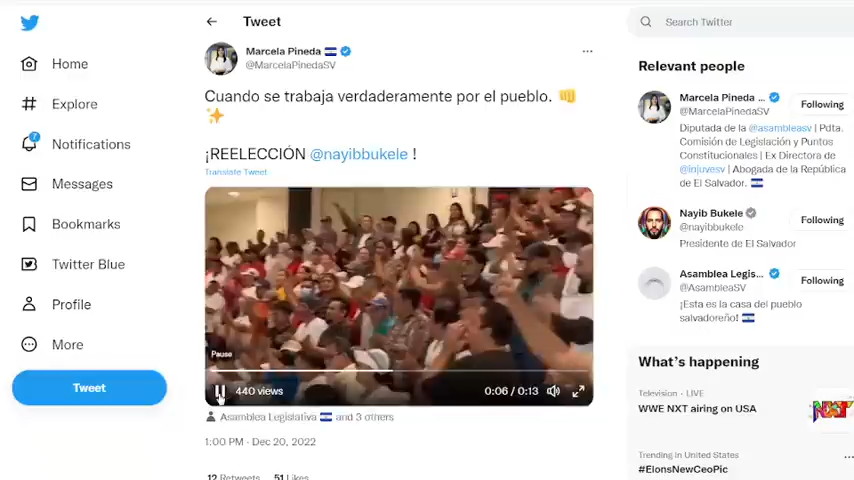 Home
Explore
7
Notifications
Messages
Bookmarks
Twitter Blue
Profile
More
Tweet
Tweet
Marcela Pineda
@MarcelaPinedaSV
Cuando se trabaja verdaderamente por el pueblo.
¡REELECCIÓN @nayibbukele !
Translate Tweet
Pause
440 views
0:06 / 0:13
Asamblea Legislativa and 3 others
1:00 PM · Dec 20, 2022
12 Retweets 51 Likes
Search Twitter
Relevant people
Marcela Pineda ...
Following
@MarcelaPinedaSV
Diputada de la @asambleasv | Pdta.
Comisión de Legislación y Puntos
Constitucionales | Ex Directora de
@injuvesv | Abogada de la República
de El Salvador.
Nayib Bukele
Following
@nayibbukele
Presidente de El Salvador
Asamblea Legis...
Following
@AsambleaSV
¡Esta es la casa del pueblo
salvadoreño!
What's happening
Television · LIVE
WWE NXT airing on USA
NXT
Trending in United States
#ElonsNewCeoPic